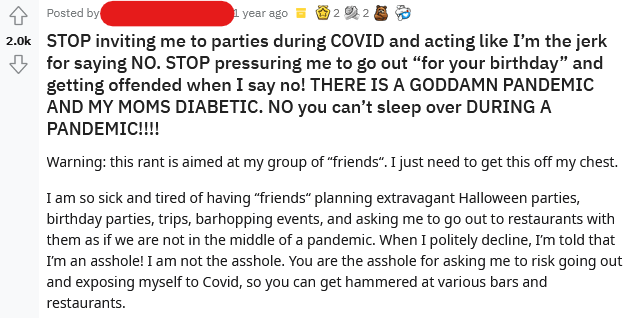 Posted by 1 year ago 2 2
2.0k
STOP inviting me to parties during COVID and acting like I’m the jerk
for saying NO. STOP pressuring me to go out “for your birthday” and
getting offended when I say no! THERE IS A GODDAMN PANDEMIC
AND MY MOMS DIABETIC. NO you can’t sleep over DURING A
PANDEMIC!!!!
Warning: this rant is aimed at my group of “friends“. I just need to get this off my chest.
I am so sick and tired of having “friends“ planning extravagant Halloween parties,
birthday parties, trips, barhopping events, and asking me to go out to restaurants with
them as if we are not in the middle of a pandemic. When I politely decline, I’m told that
I’m an asshole! I am not the asshole. You are the asshole for asking me to risk going out
and exposing myself to Covid, so you can get hammered at various bars and
restaurants.